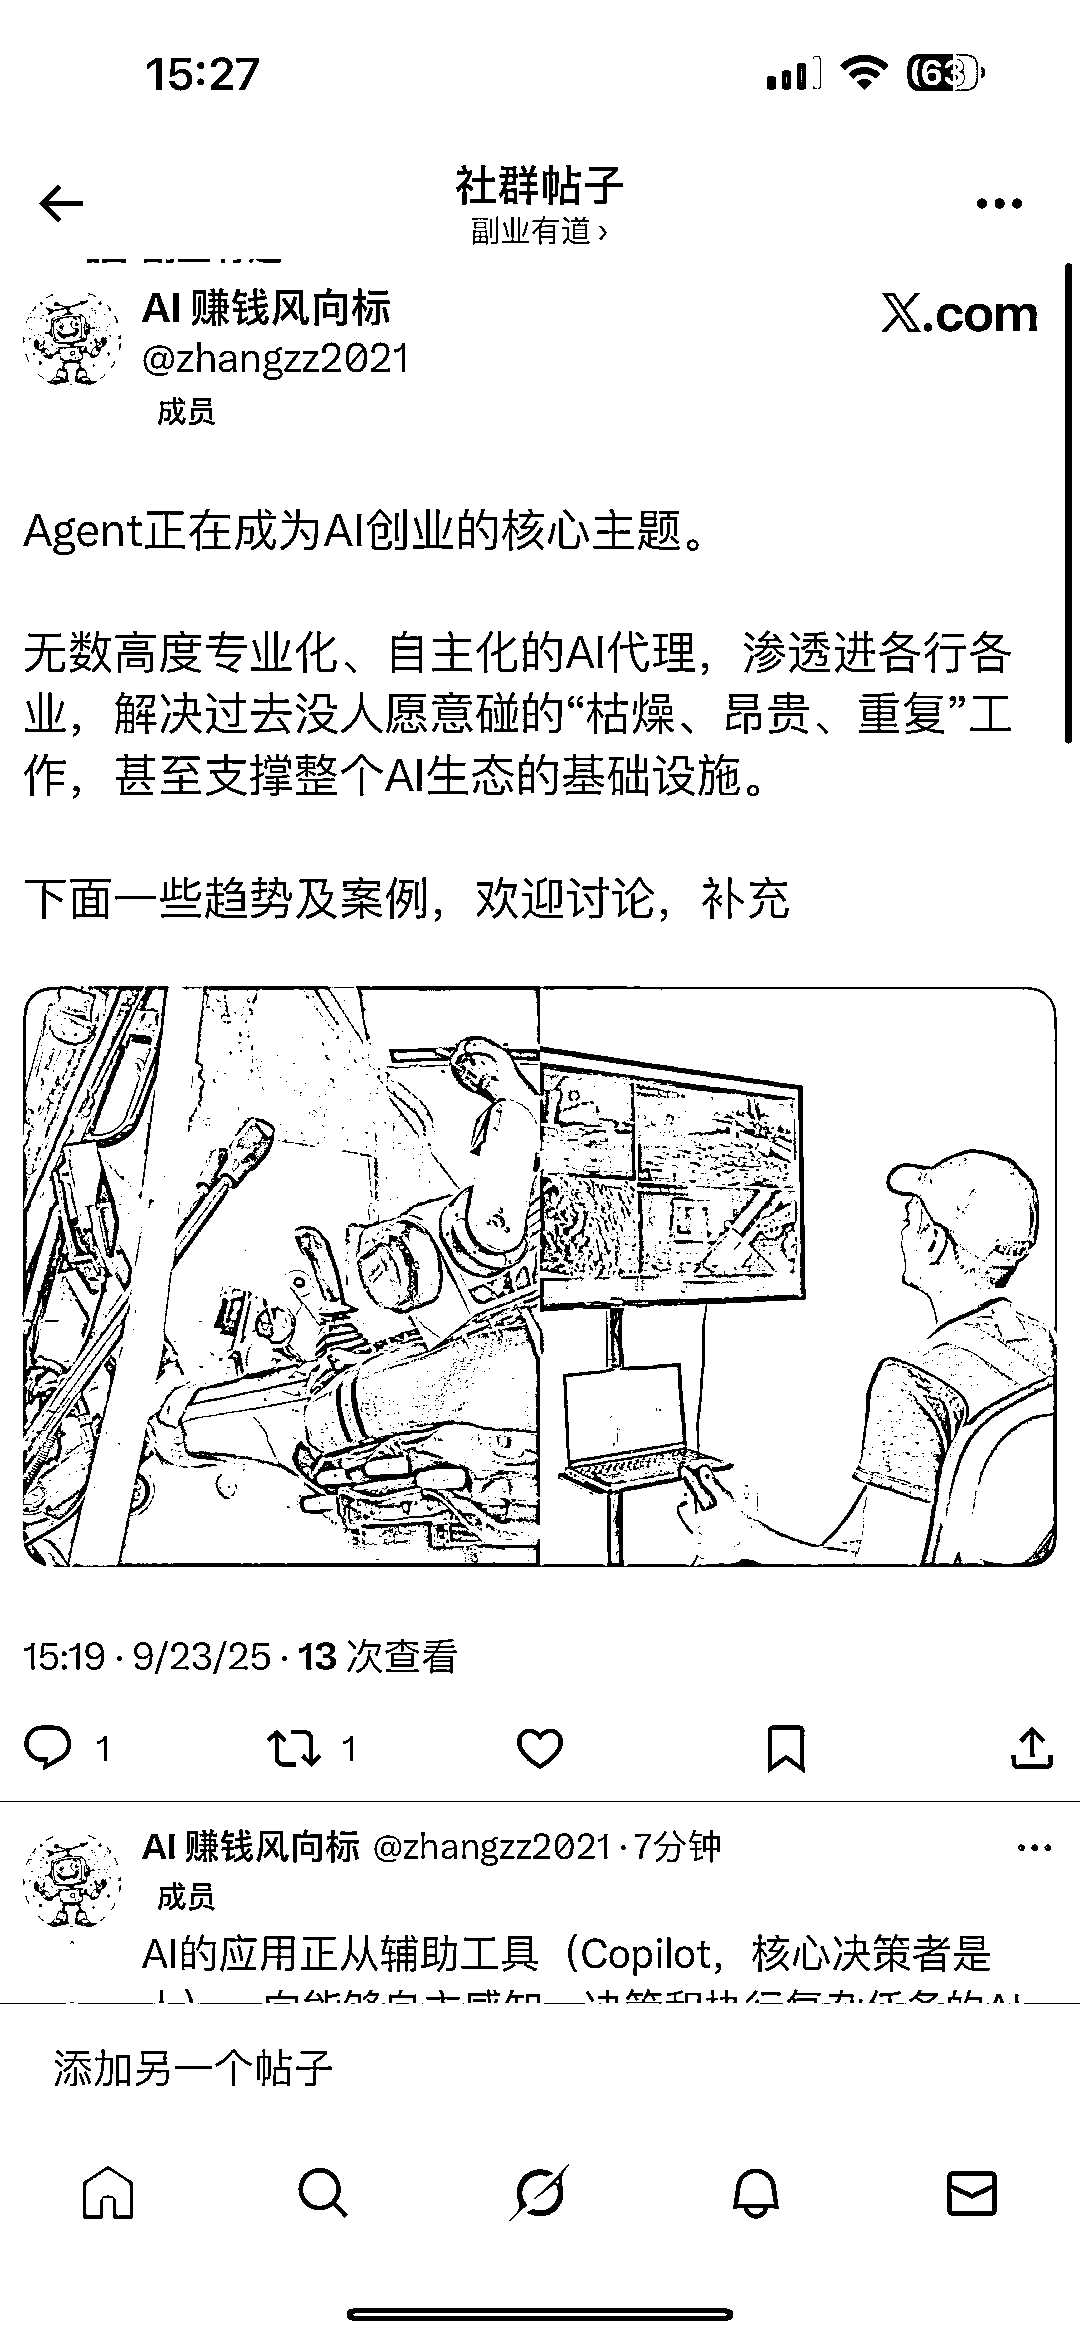 15:27
63
社群帖子
副业有道 ›
AI 赚钱风向标
X.com
@zhangzz2021
成员
Agent正在成为AI创业的核心主题。
无数高度专业化、自主化的AI代理，渗透进各行各
业，解决过去没人愿意碰的“枯燥、昂贵、重复”工
作，甚至支撑整个AI生态的基础设施。
下面一些趋势及案例，欢迎讨论，补充
15:19 · 9/23/25 · 13 次查看
1
1
AI 赚钱风向标 @zhangzz2021 · 7分钟
成员
AI的应用正从辅助工具（Copilot，核心决策者是
添加另一个帖子